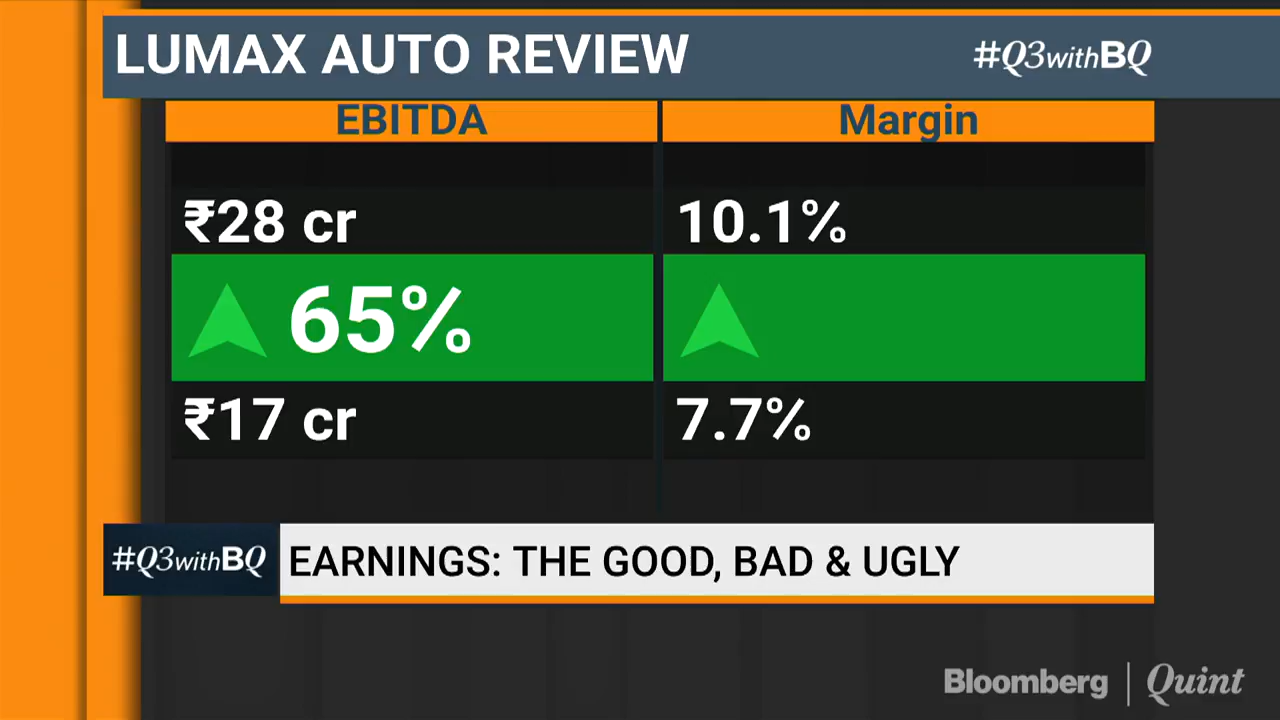 LUMAX AUTO REVIEW
#Q3withBQ
EBITDA
Margin
₹28 cr
10.1%
65%
₹17 cr
7.7%
#Q3withBQ
EARNINGS: THE GOOD, BAD & UGLY
Bloomberg | Quint